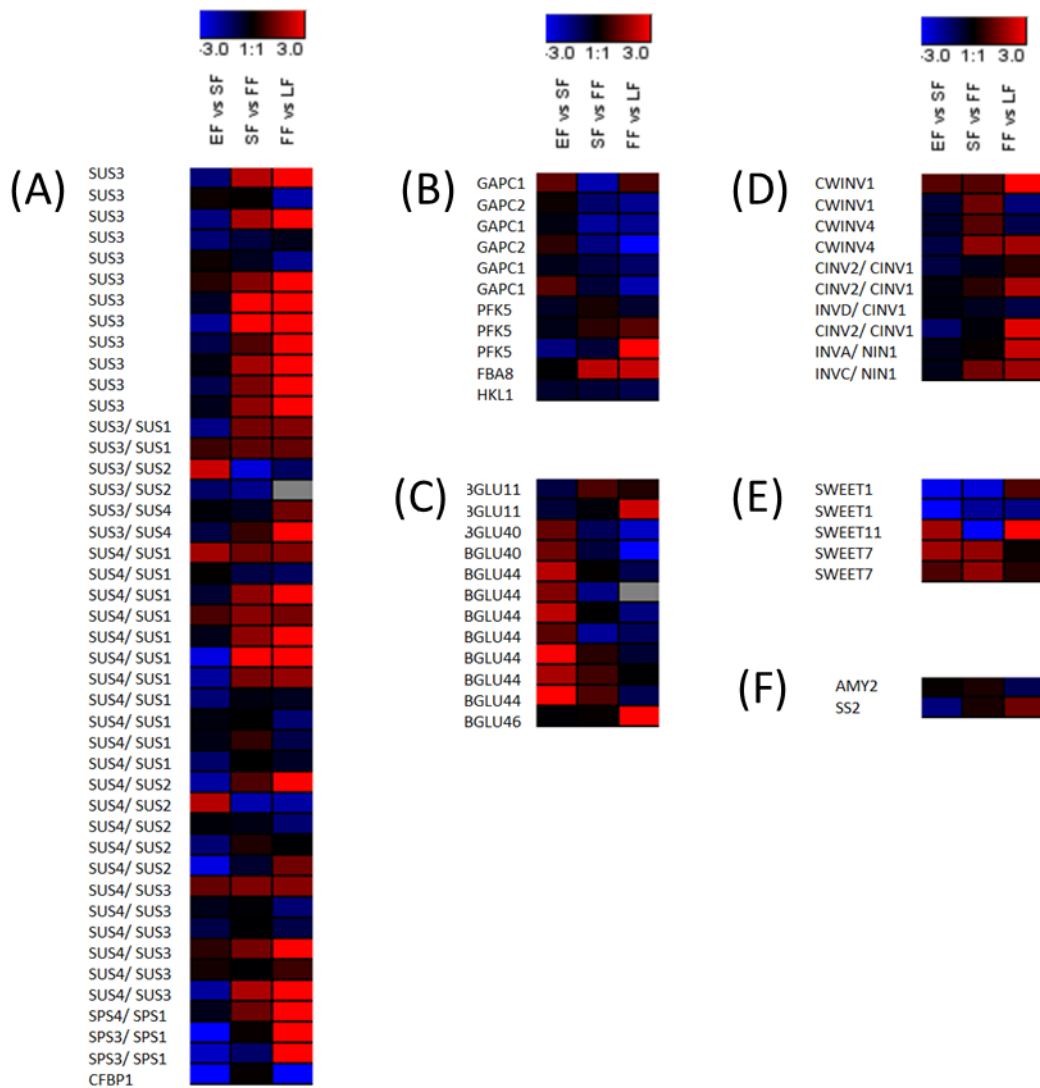 -3.0 1:1 3.0
EF vs SF
SF vs FF
FF vs LF
(A)
SUS3
SUS3
SUS3
SUS3
SUS3
SUS3
SUS3
SUS3
SUS3
SUS3
SUS3
SUS3
SUS3/ SUS1
SUS3/ SUS1
SUS3/ SUS2
SUS3/ SUS2
SUS3/ SUS4
SUS3/ SUS4
SUS4/ SUS1
SUS4/ SUS1
SUS4/ SUS1
SUS4/ SUS1
SUS4/ SUS1
SUS4/ SUS1
SUS4/ SUS1
SUS4/ SUS1
SUS4/ SUS1
SUS4/ SUS1
SUS4/ SUS1
SUS4/ SUS2
SUS4/ SUS2
SUS4/ SUS2
SUS4/ SUS2
SUS4/ SUS2
SUS4/ SUS3
SUS4/ SUS3
SUS4/ SUS3
SUS4/ SUS3
SUS4/ SUS3
SUS4/ SUS3
SPS4/ SPS1
SPS3/ SPS1
SPS3/ SPS1
CFBP1
-3.0 1:1 3.0
EF vs SF
SF vs FF
FF vs LF
(B)
GAPC1
GAPC2
GAPC1
GAPC2
GAPC1
GAPC1
PFK5
PFK5
PFK5
FBA8
HKL1
(C)
BGLU11
BGLU11
BGLU40
BGLU40
BGLU44
BGLU44
BGLU44
BGLU44
BGLU44
BGLU44
BGLU44
BGLU46
-3.0 1:1 3.0
EF vs SF
SF vs FF
FF vs LF
(D)
CWINV1
CWINV1
CWINV4
CWINV4
CINV2/ CINV1
CINV2/ CINV1
INVD/ CINV1
CINV2/ CINV1
INVA/ NIN1
INVC/ NIN1
(E)
SWEET1
SWEET1
SWEET11
SWEET7
SWEET7
(F)
AMY2
SS2